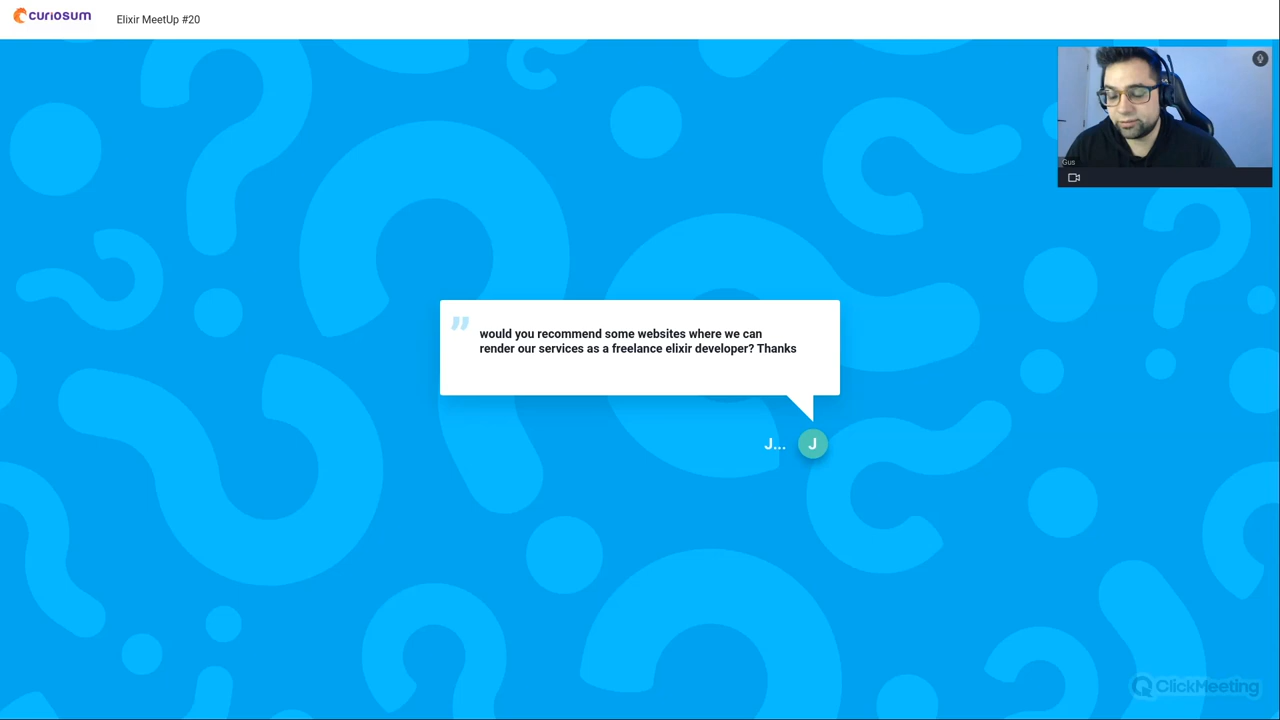 curiosum
Elixir MeetUp #20
Gus
would you recommend some websites where we can
render our services as a freelance elixir developer? Thanks
J...
J
ClickMeeting